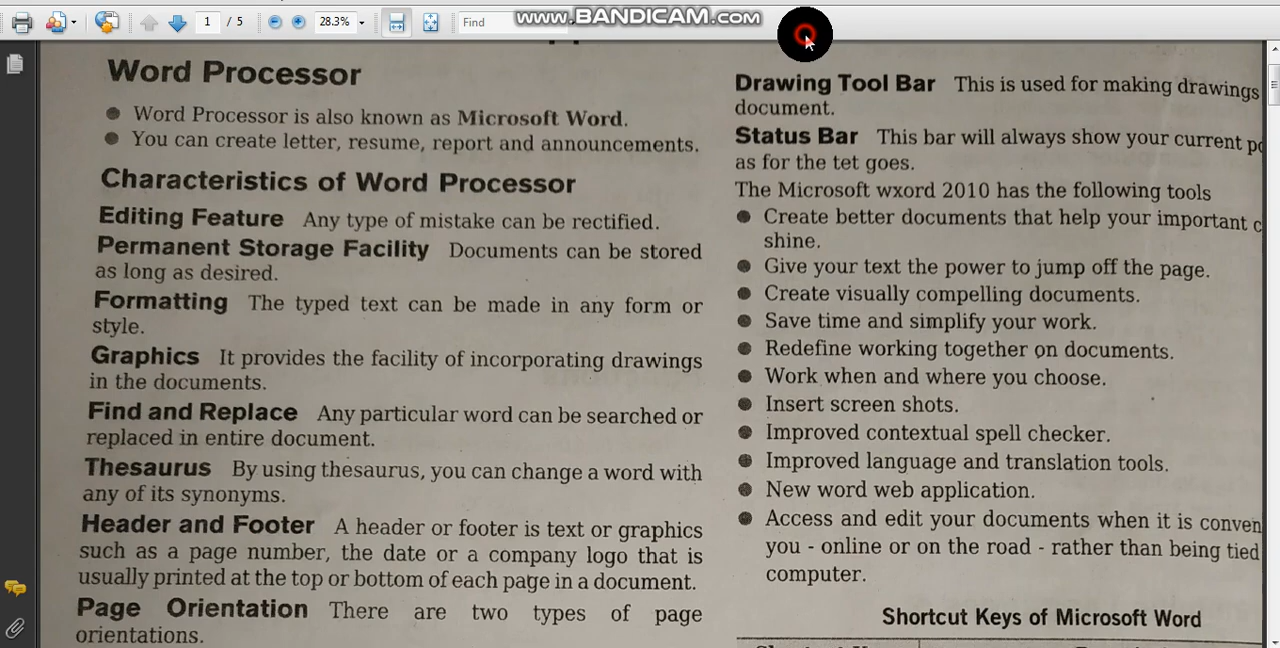 www.BANDICAM.com
1 / 5
28.3%
Find
Word Processor
Word Processor is also known as Microsoft Word.
You can create letter, resume, report and announcements.
Characteristics of Word Processor
Editing Feature Any type of mistake can be rectified.
Permanent Storage Facility Documents can be stored
as long as desired.
Formatting The typed text can be made in any form or
style.
Graphics It provides the facility of incorporating drawings
in the documents.
Find and Replace Any particular word can be searched or
replaced in entire document.
Thesaurus By using thesaurus, you can change a word with
any of its synonyms.
Header and Footer A header or footer is text or graphics
such as a page number, the date or a company logo that is
usually printed at the top or bottom of each page in a document.
Page Orientation There are two types of page
orientations.
Drawing Tool Bar This is used for making drawings
document.
Status Bar This bar will always show your current
as for the tet goes.
The Microsoft wxord 2010 has the following tools
Create better documents that help your important
shine.
Give your text the power to jump off the page.
Create visually compelling documents.
Save time and simplify your work.
Redefine working together on documents.
Work when and where you choose.
Insert screen shots.
Improved contextual spell checker.
Improved language and translation tools.
New word web application.
Access and edit your documents when it is conven
you - online or on the road - rather than being tied
computer.
Shortcut Keys of Microsoft Word